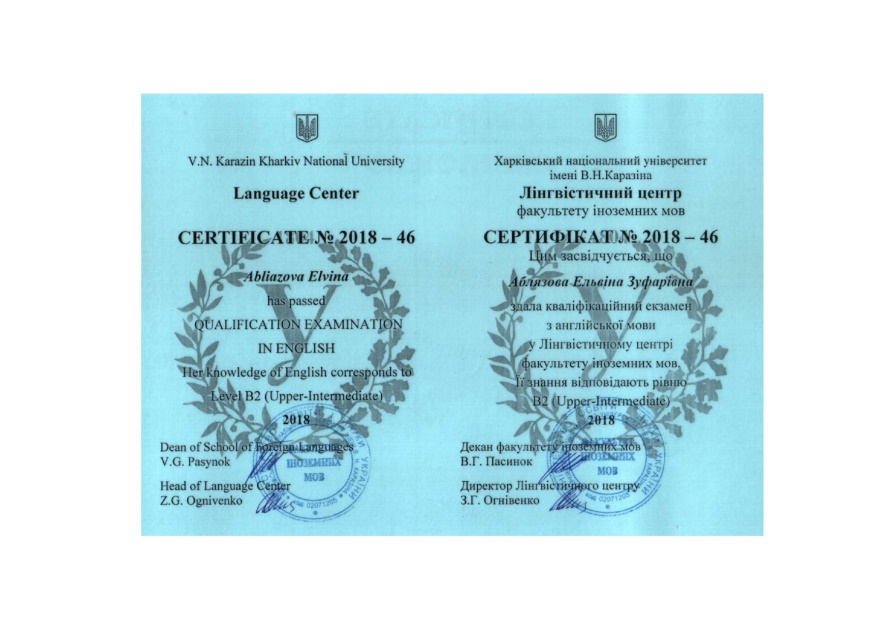 V.N. Karazin Kharkiv National University
Language Center
CERTIFICATE № 2018 – 46
Abliazova Elvina
has passed
QUALIFICATION EXAMINATION
IN ENGLISH
Her knowledge of English corresponds to
Level B2 (Upper-Intermediate)
2018
Dean of School of Foreign Languages
V.G. Pasynok
Head of Language Center
Z.G. Ognivenko
ІНОЗЕМНИХ
МОВ
02071205
Харківський національний університет
імені В.Н.Каразіна
Лінгвістичний центр
факультету іноземних мов
СЕРТИФІКАТ № 2018 – 46
Цим засвідчується, що
Аблязова Ельвіна Зуфарівна
здала кваліфікаційний екзамен
з англійської мови
у Лінгвістичному центрі
факультету іноземних мов.
Її знання відповідають рівню
В2 (Upper-Intermediate)
2018
Декан факультету іноземних мов
В.Г. Пасинок
Директор Лінгвістичного центру
З.Г. Огнівенко
ІНОЗЕМНИХ
МОВ
02071205